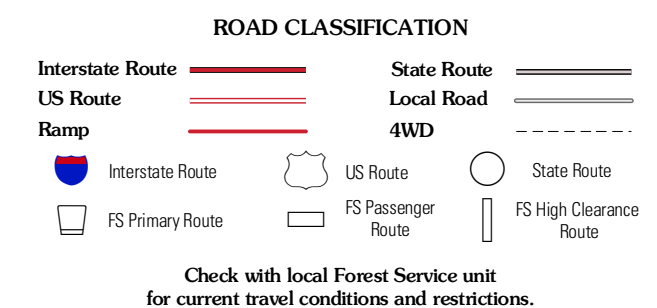 ROAD CLASSIFICATION
Interstate Route
State Route
US Route
Local Road
Ramp
4WD
Interstate Route
US Route
State Route
FS Primary Route
FS Passenger
Route
FS High Clearance
Route
Check with local Forest Service unit
for current travel conditions and restrictions.